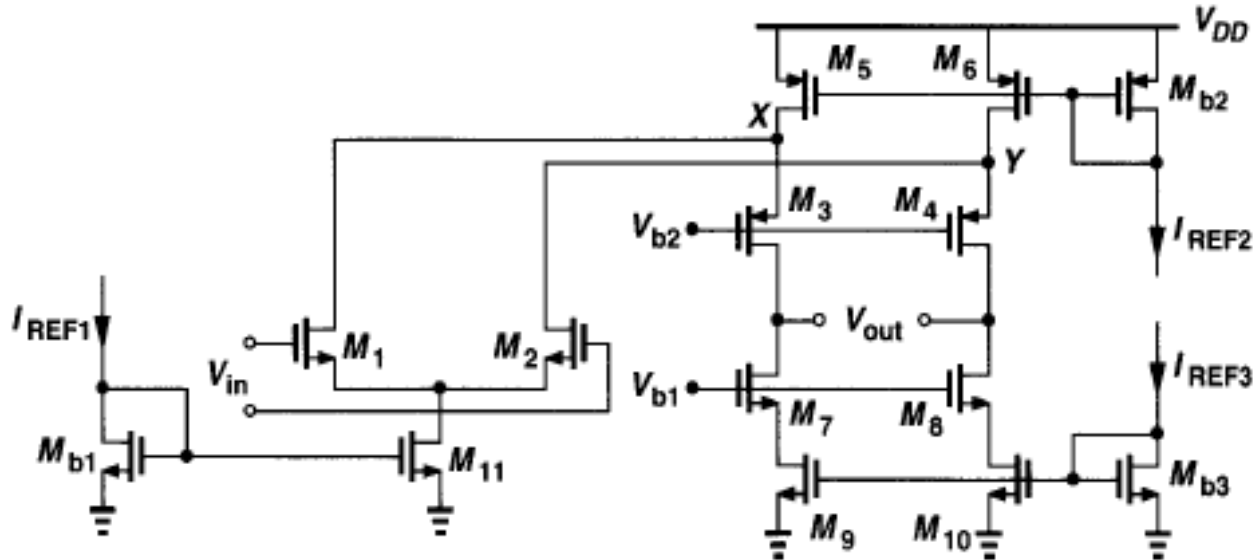 V_DD
M_5
M_6
M_b2
X
Y
M_3
M_4
V_b2
I_REF2
I_REF1
V_in
M_1
M_2
V_out
V_b1
I_REF3
M_7
M_8
M_b1
M_11
M_b3
M_9
M_10